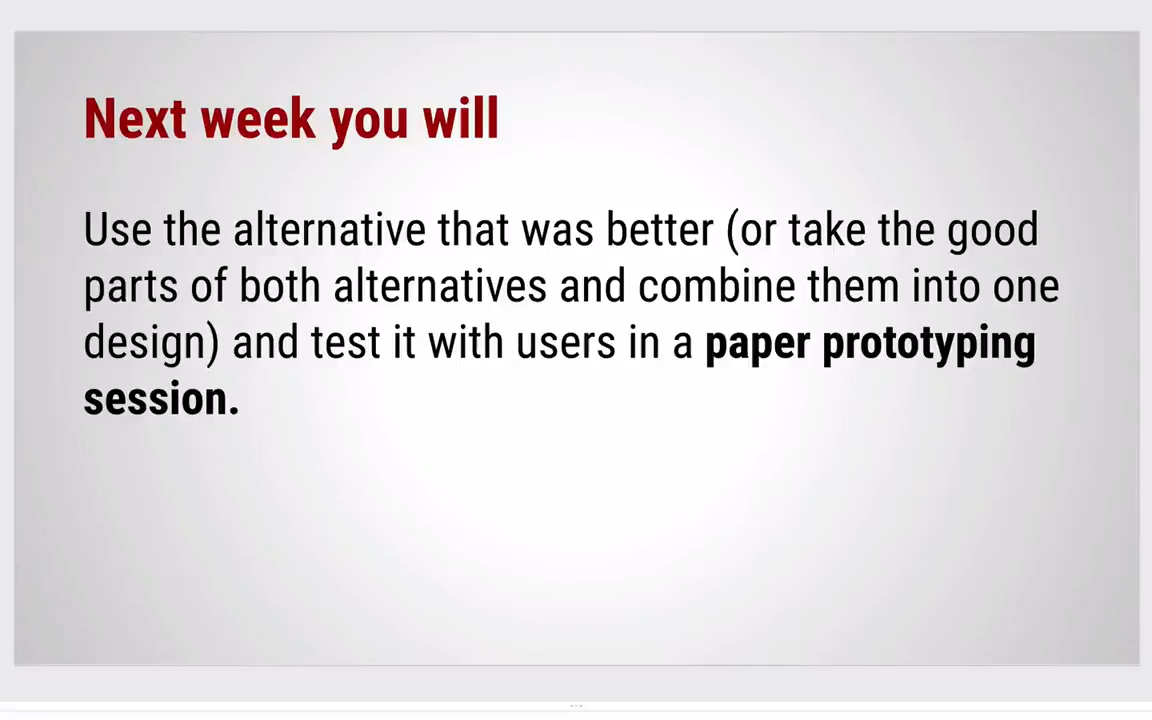 Next week you will
Use the alternative that was better (or take the good
parts of both alternatives and combine them into one
design) and test it with users in a paper prototyping
session.